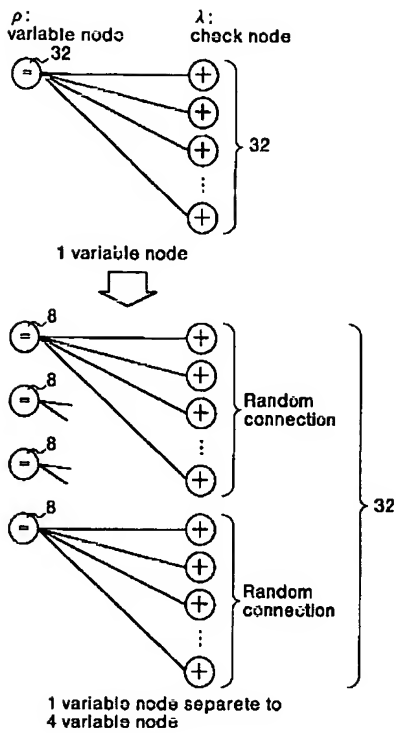 ρ:
variable node
λ:
check node
32
=
+
+
+
⋮
+
32
1 variable node
8
=
8
=
8
=
8
=
+
+
+
⋮
+
Random
connection
+
+
+
⋮
+
Random
connection
32
1 variable node separete to
4 variable node